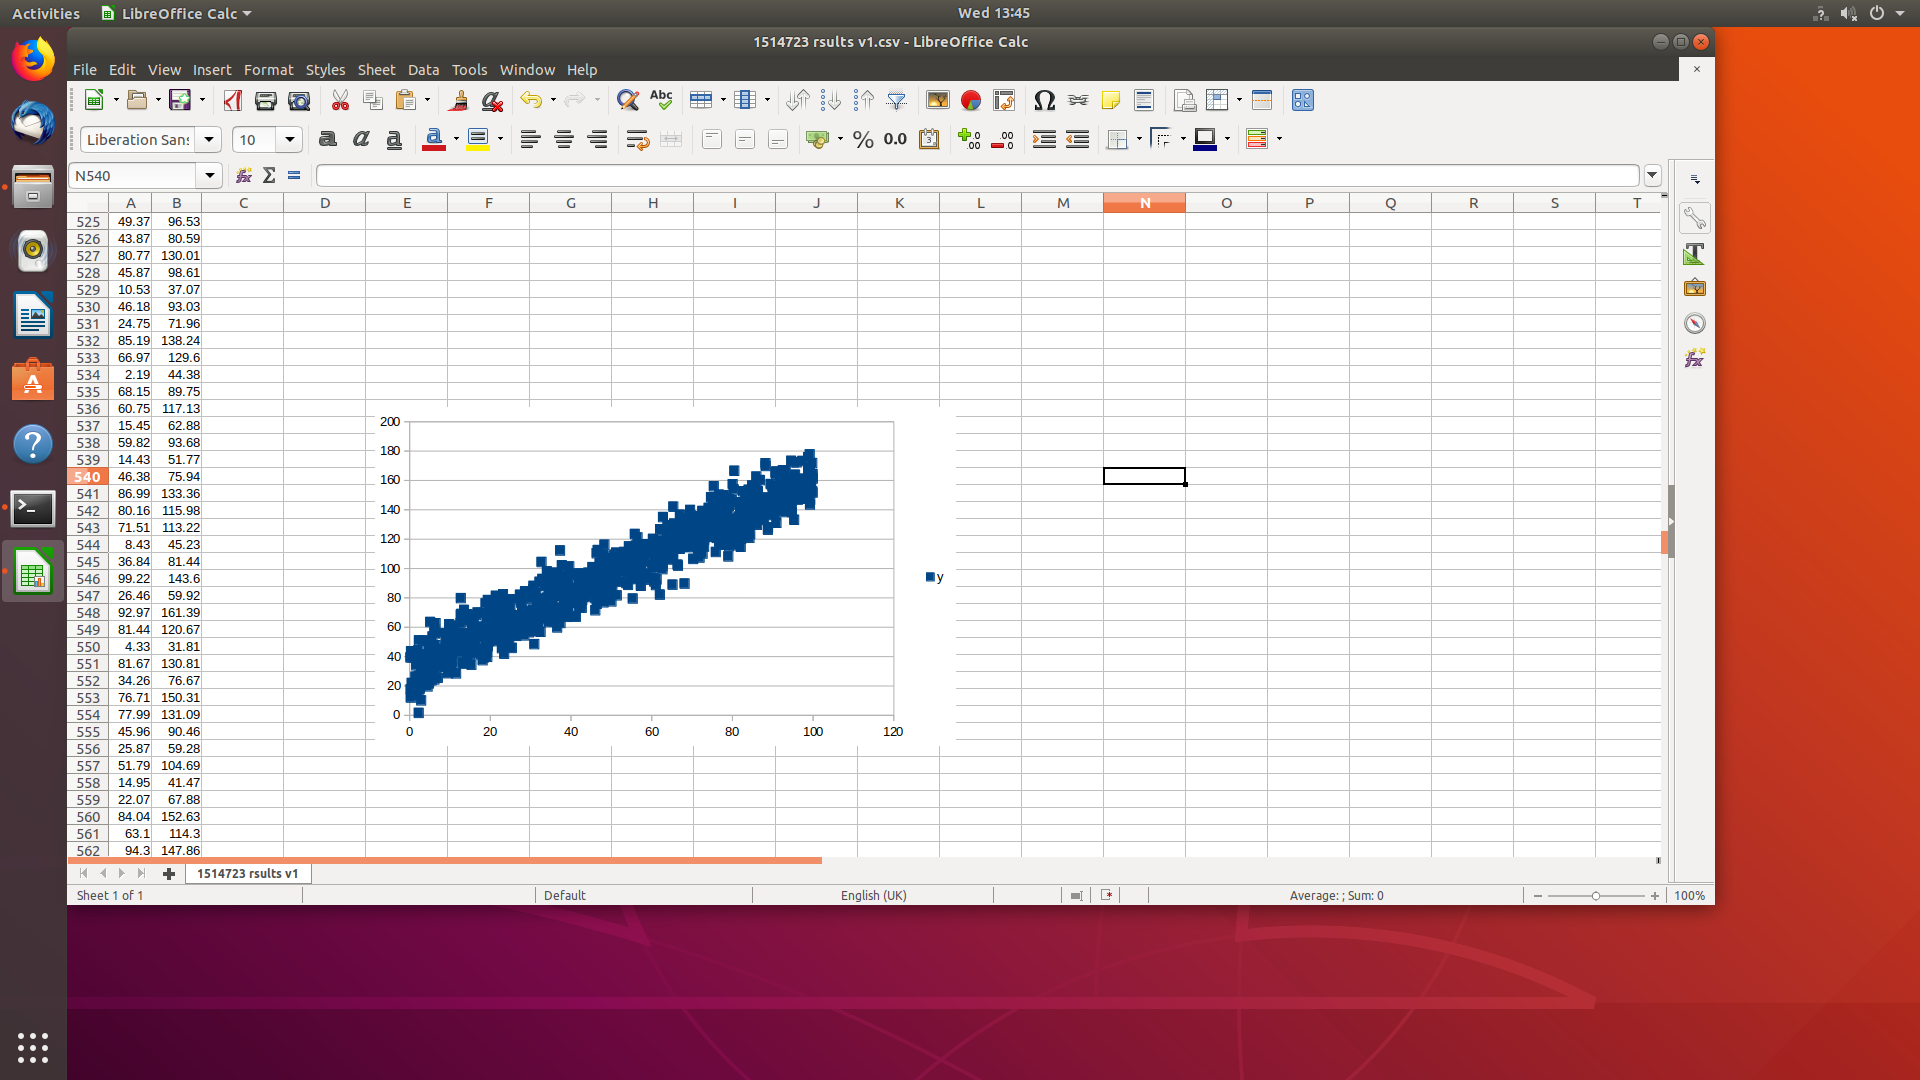 Activities LibreOffice Calc Wed 13:45
1514723 rsults v1.csv - LibreOffice Calc
File Edit View Insert Format Styles Sheet Data Tools Window Help
Liberation Sans 10
N540
A B C D E F G H I J K L M N O P Q R S T
525 49.37 96.53
526 43.87 80.59
527 80.77 130.01
528 45.87 98.61
529 10.53 37.07
530 46.18 93.03
531 24.75 71.96
532 85.19 138.24
533 66.97 129.6
534 2.19 44.38
535 68.15 89.75
536 60.75 117.13
537 15.45 62.88
538 59.82 93.68
539 14.43 51.77
540 46.38 75.94
541 86.99 133.36
542 80.16 115.98
543 71.51 113.22
544 8.43 45.23
545 36.84 81.44
546 99.22 143.6
547 26.46 59.92
548 92.97 161.39
549 81.44 120.67
550 4.33 31.81
551 81.67 130.81
552 34.26 76.67
553 76.71 150.31
554 77.99 131.09
555 45.96 90.46
556 25.87 59.28
557 51.79 104.69
558 14.95 41.47
559 22.07 67.88
560 84.04 152.63
561 63.1 114.3
562 94.3 147.86
200
180
160
140
120
100
80
60
40
20
0
0 20 40 60 80 100 120
y
1514723 rsults v1
Sheet 1 of 1 Default English (UK) Average: ; Sum: 0 100%